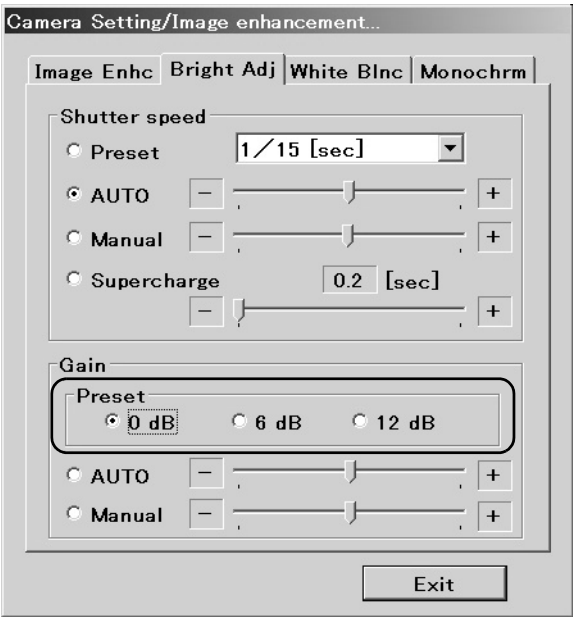 Camera Setting/Image enhancement...
Image Enhc Bright Adj White Blnc Monochrm
Shutter speed
Preset 1／15 [sec]
AUTO − +
Manual − +
Supercharge 0.2 [sec]
− +
Gain
Preset
0 dB 6 dB 12 dB
AUTO − +
Manual − +
Exit